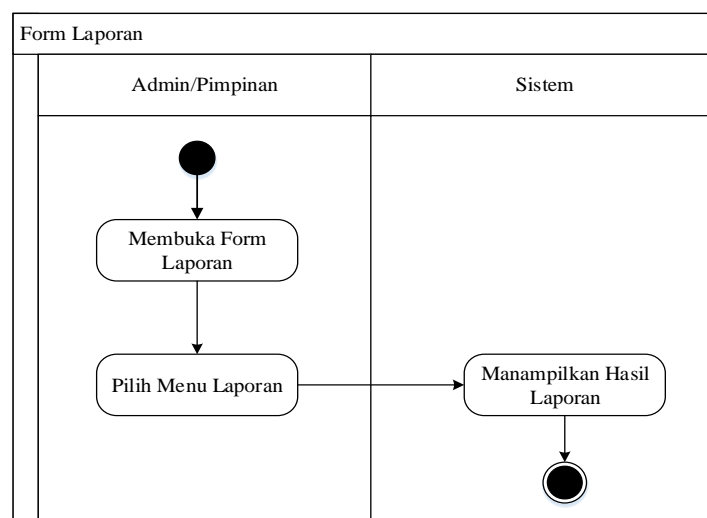 Form Laporan
Admin/Pimpinan
Sistem
Membuka Form
Laporan
Pilih Menu Laporan
Manampilkan Hasil
Laporan